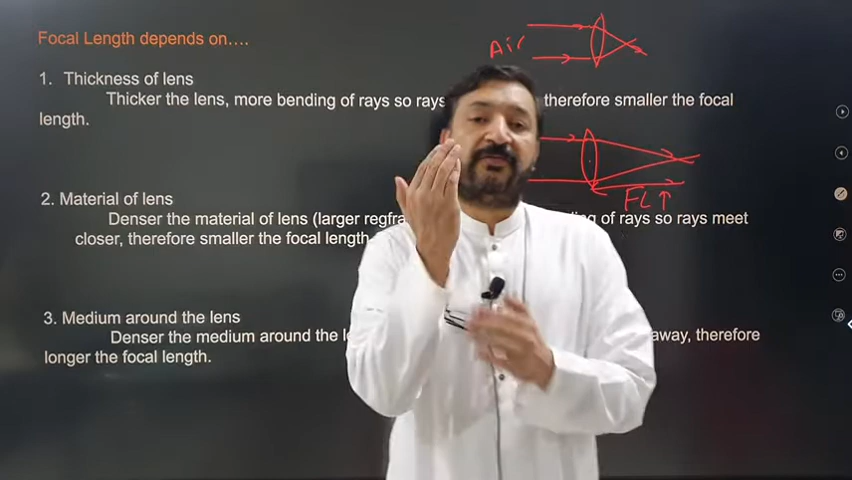 Focal Length depends on....
Air
1. Thickness of lens
Thicker the lens, more bending of rays so rays therefore smaller the focal
length.
FL ↑
2. Material of lens
Denser the material of lens (larger of rays so rays meet
closer, therefore smaller the focal length
3. Medium around the lens
Denser the medium around the away, therefore
longer the focal length.